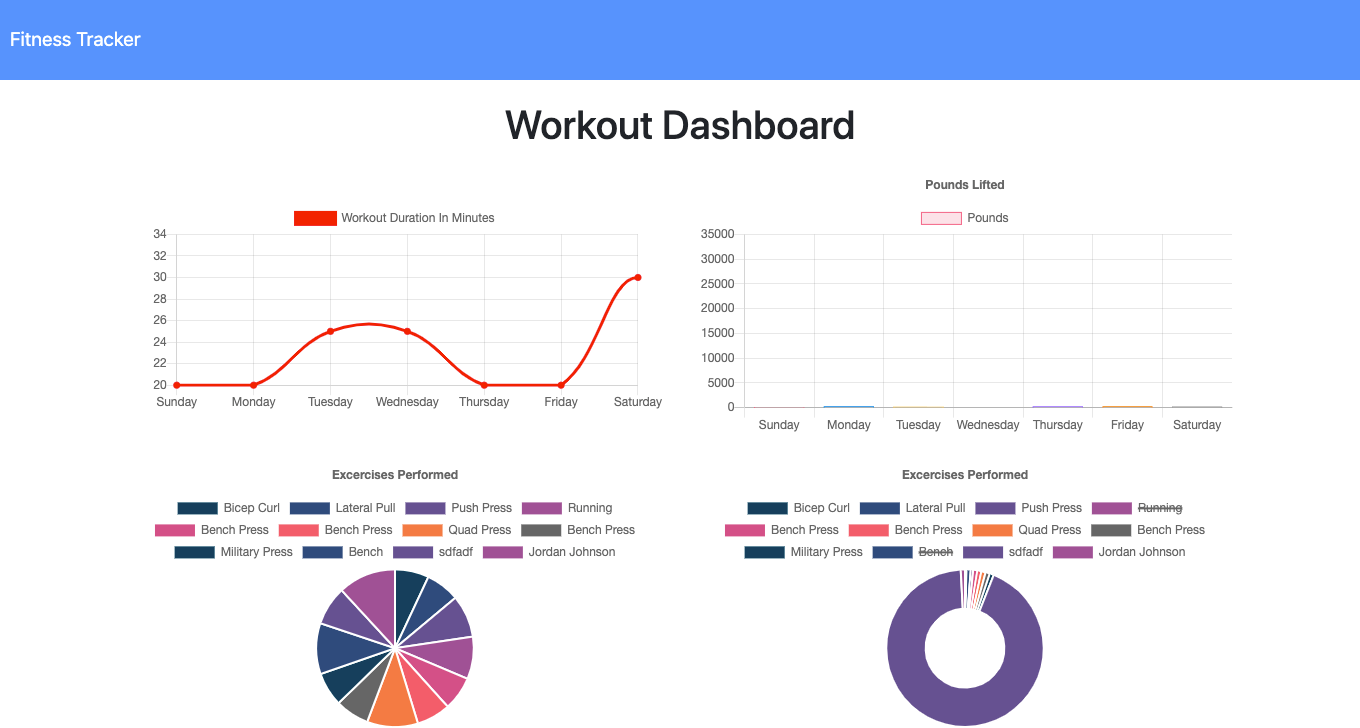 Fitness Tracker
Workout Dashboard
Workout Duration In Minutes
34
32
30
28
26
24
22
20
Sunday Monday Tuesday Wednesday Thursday Friday Saturday
Pounds Lifted
Pounds
35000
30000
25000
20000
15000
10000
5000
0
Sunday Monday Tuesday Wednesday Thursday Friday Saturday
Excercises Performed
Bicep Curl Lateral Pull Push Press Running
Bench Press Bench Press Quad Press Bench Press
Military Press Bench sdfadf Jordan Johnson
Excercises Performed
Bicep Curl Lateral Pull Push Press Running
Bench Press Bench Press Quad Press Bench Press
Military Press Bench sdfadf Jordan Johnson